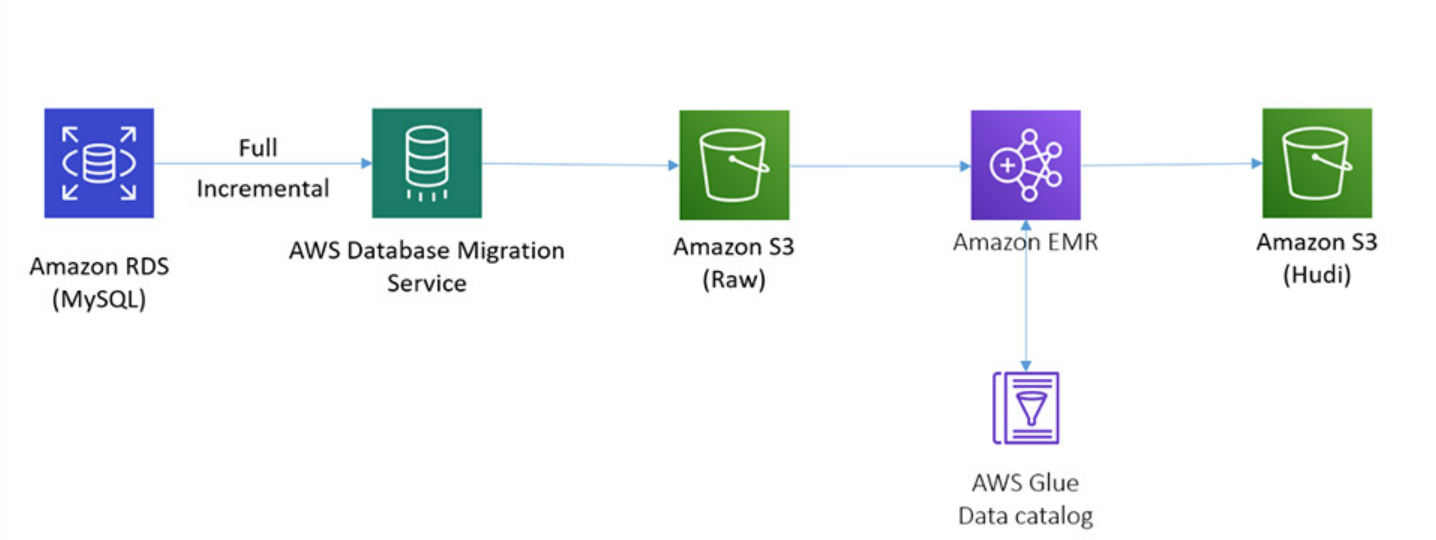 Full
Incremental
Amazon RDS
(MySQL)
AWS Database Migration
Service
Amazon S3
(Raw)
Amazon EMR
Amazon S3
(Hudi)
AWS Glue
Data catalog